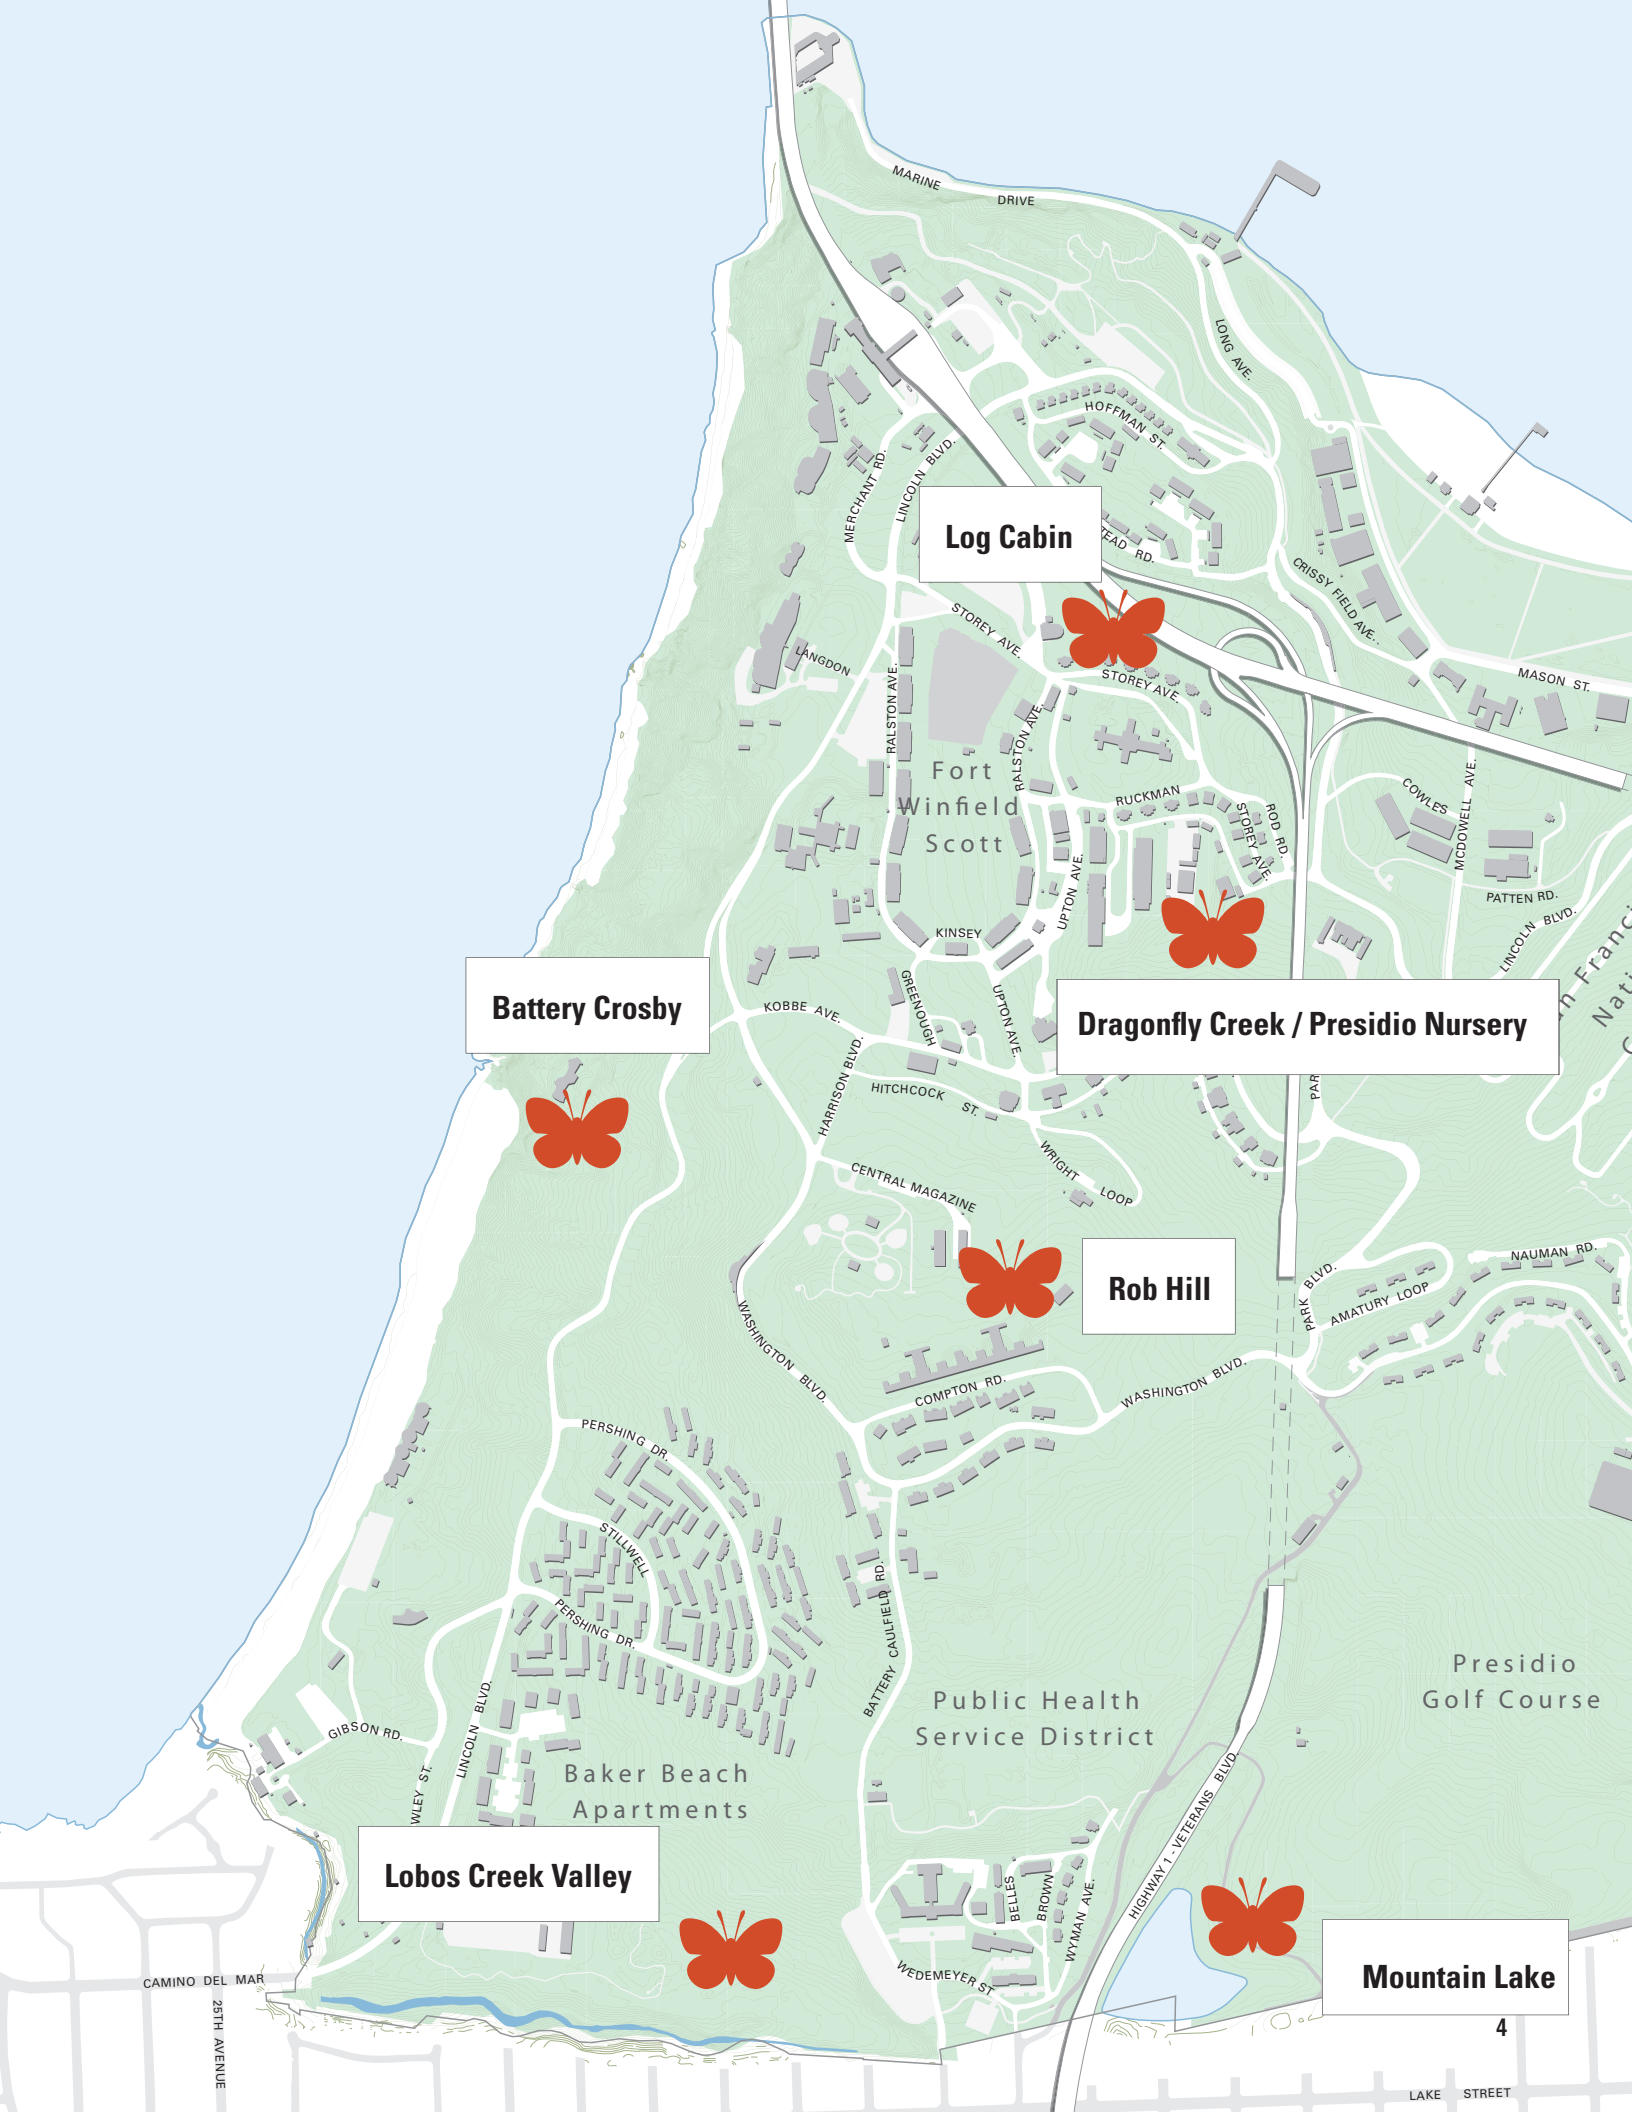 MARINE DRIVE
LONG AVE.
HOFFMAN ST.
LINCOLN BLVD.
MERCHANT RD.
Log Cabin
TEAD RD.
CRISSY FIELD AVE.
STOREY AVE.
LANGDON
STOREY AVE.
MASON ST.
RALSTON AVE.
RALSTON AVE.
Fort
Winfield
Scott
RUCKMAN
COWLES
MCDOWELL AVE.
ROD RD.
STOREY AVE.
UPTON AVE.
PATTEN RD.
LINCOLN BLVD.
KINSEY
Battery Crosby
GREENOUGH
UPTON AVE.
KOBBE AVE.
Dragonfly Creek / Presidio Nursery
n Franci
Nati
HARRISON BLVD.
HITCHCOCK ST.
PAR
WRIGHT LOOP
CENTRAL MAGAZINE
Rob Hill
NAUMAN RD.
PARK BLVD.
AMATURY LOOP
WASHINGTON BLVD.
COMPTON RD.
WASHINGTON BLVD.
PERSHING DR.
STILLWELL
PERSHING DR.
BATTERY CAULFIELD RD.
Presidio
Golf Course
Public Health
Service District
GIBSON RD.
LINCOLN BLVD.
WLEY ST.
Baker Beach
Apartments
HIGHWAY 1 - VETERANS BLVD.
Lobos Creek Valley
BELLES
BROWN
WYMAN AVE.
WEDEMEYER ST
CAMINO DEL MAR
25TH AVENUE
Mountain Lake
4
LAKE STREET